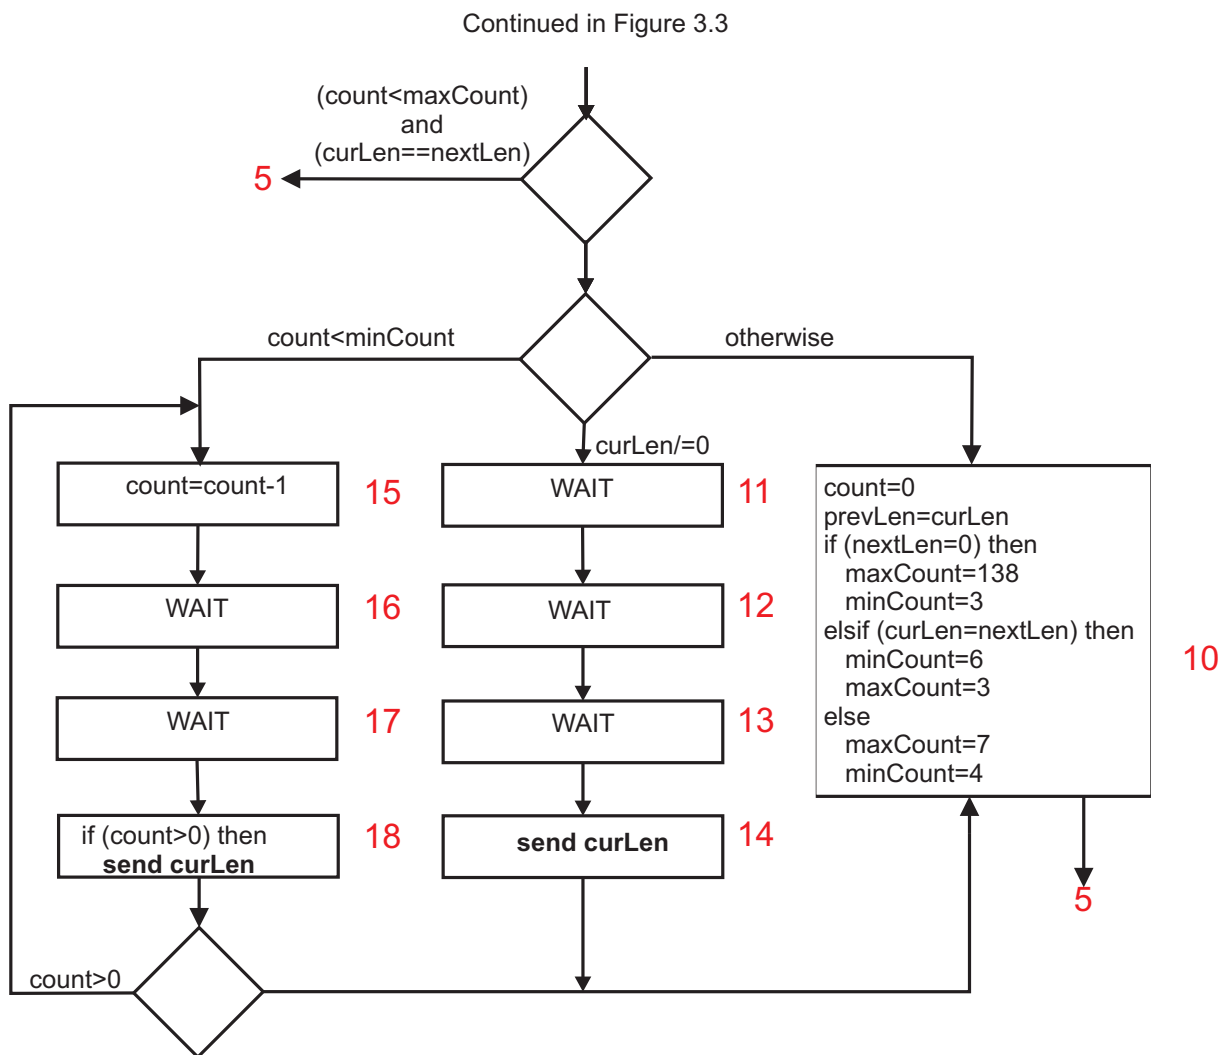 Continued in Figure 3.3
(count<maxCount)
and
(curLen==nextLen)
5
count<minCount
otherwise
curLen/=0
count=count-1
15
WAIT
16
WAIT
17
if (count>0) then
send curLen
18
count>0
WAIT
11
WAIT
12
WAIT
13
send curLen
14
count=0
prevLen=curLen
if (nextLen=0) then
maxCount=138
minCount=3
elsif (curLen=nextLen) then
minCount=6
maxCount=3
else
maxCount=7
minCount=4
10
5